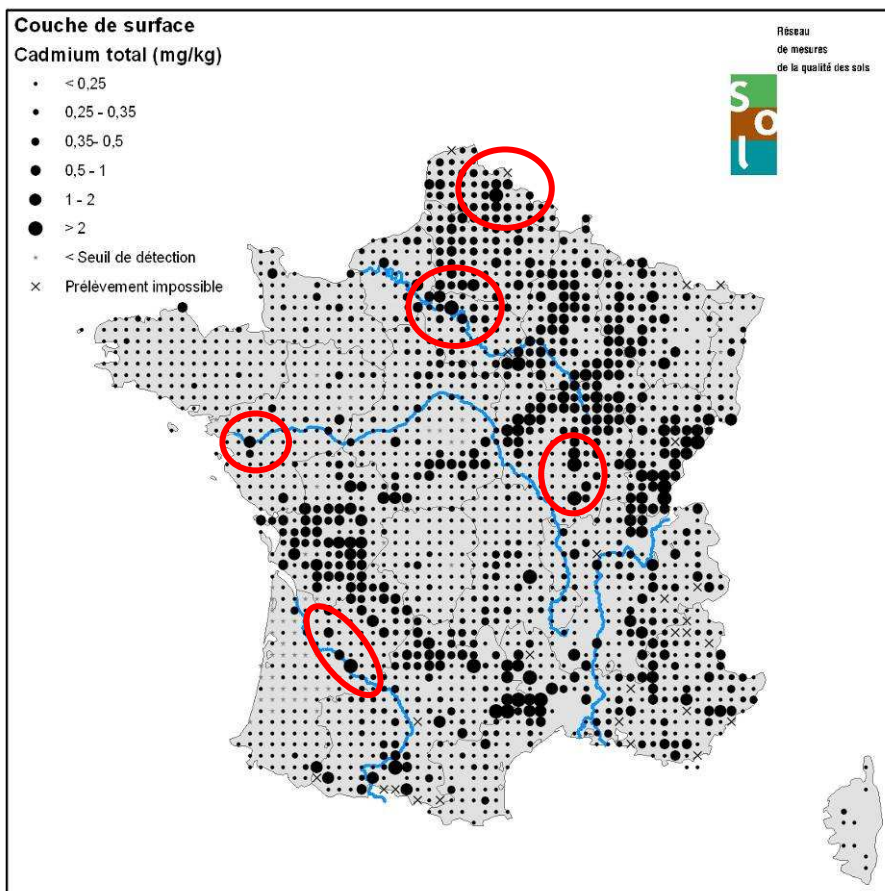 Couche de surface
Cadmium total (mg/kg)
< 0,25
0,25 - 0,35
0,35- 0,5
0,5 - 1
1 - 2
> 2
< Seuil de détection
Prélèvement impossible
Réseau
de mesures
de la qualité des sols
S
o
l